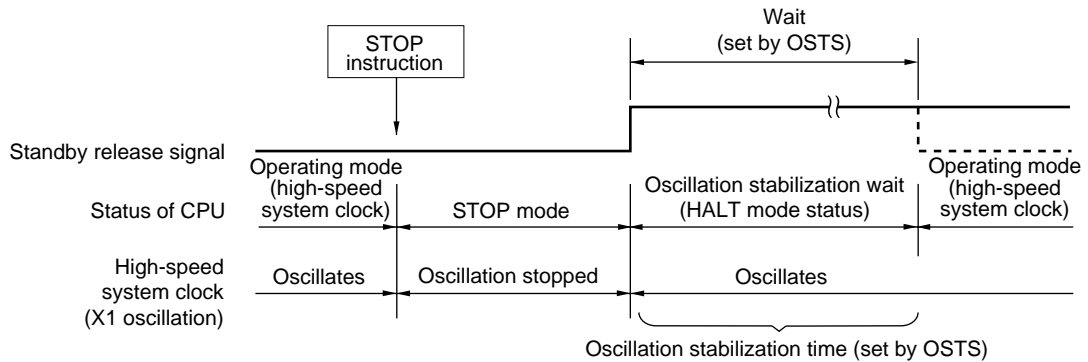 Wait
(set by OSTS)
STOP
instruction
Standby release signal
Operating mode
(high-speed
system clock)
Operating mode
(high-speed
system clock)
Status of CPU
STOP mode
Oscillation stabilization wait
(HALT mode status)
High-speed
system clock
(X1 oscillation)
Oscillates
Oscillation stopped
Oscillates
Oscillation stabilization time (set by OSTS)